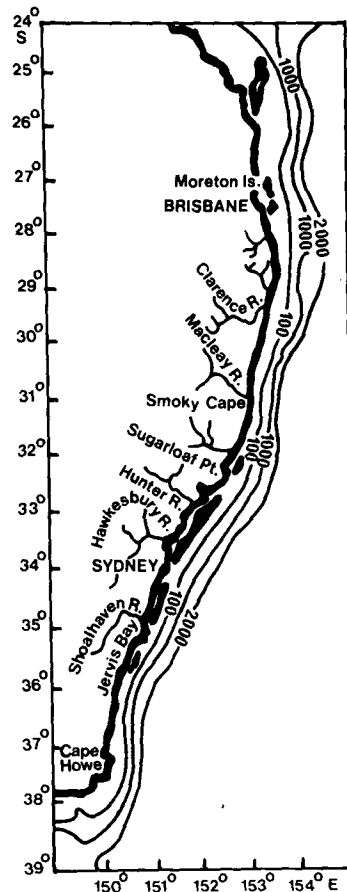 24°
S
25°
26°
27°
28°
29°
30°
31°
32°
33°
34°
35°
36°
37°
38°
39°
1000
Moreton Is.
BRISBANE
2000
1000
100
Clarence R.
Macleay R.
Smoky Cape
100
1000
Sugarloaf Pt.
Hunter R.
Hawkesbury R.
SYDNEY
100
2000
Shoalhaven R.
Jervis Bay
Cape
Howe
150° 151° 152° 153° 154° E